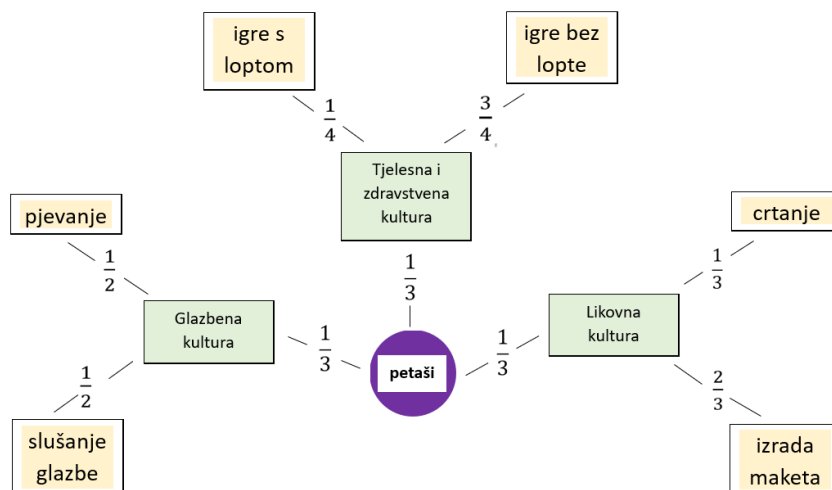 igre s
loptom
igre bez
lopte
1/4
3/4
Tjelesna i
zdravstvena
kultura
pjevanje
crtanje
1/2
1/3
1/3
Glazbena
kultura
Likovna
kultura
1/3
petaši
1/3
1/2
2/3
slušanje
glazbe
izrada
maketa